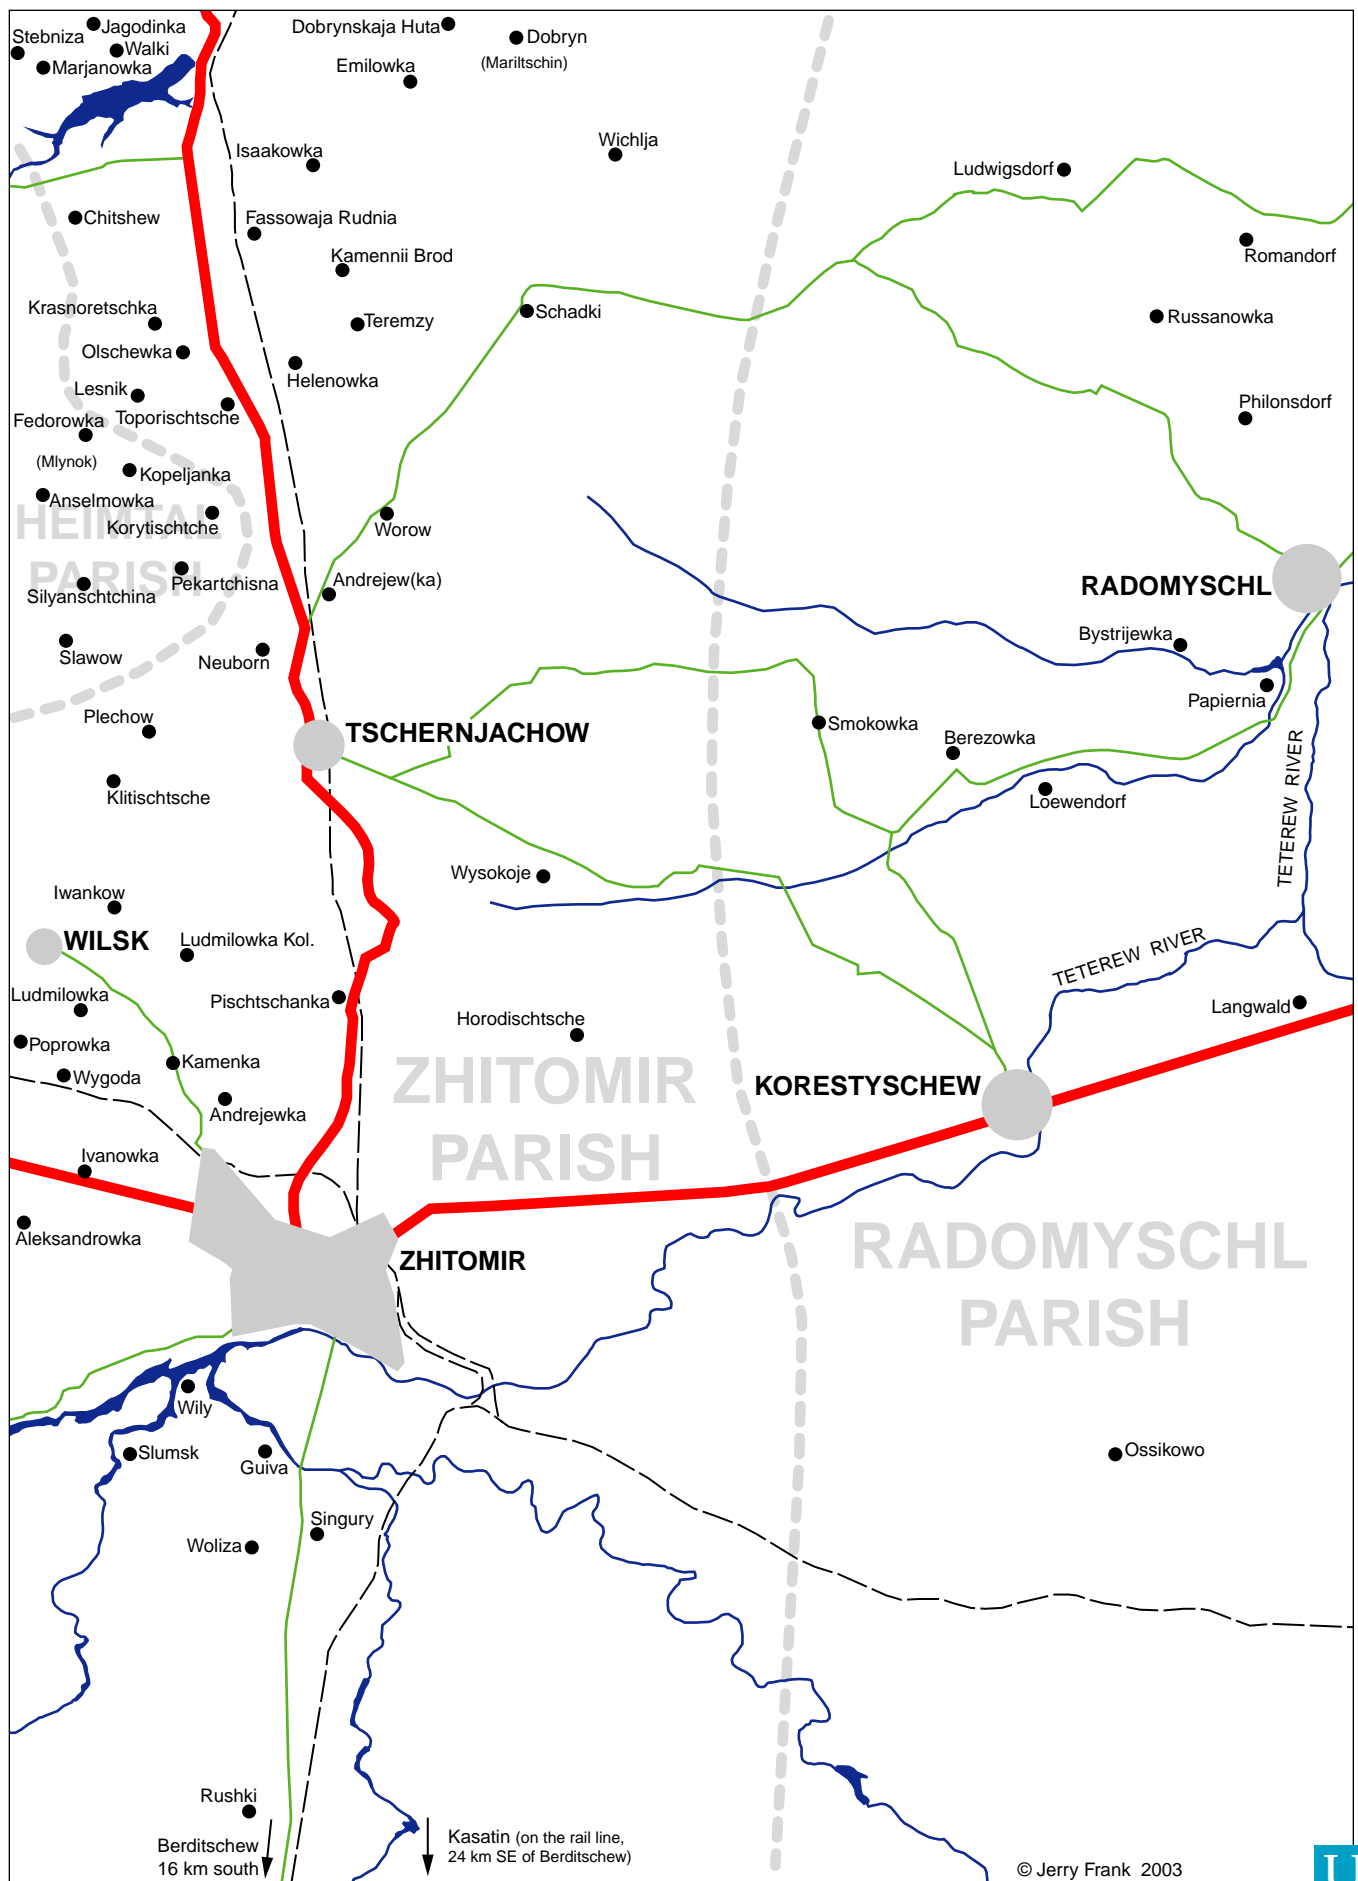 Jagodinka
Stebniza
Walki
Marjanowka
Dobrynskaja Huta
Dobryn
(Mariltschin)
Emilowka
Wichlja
Isaakowka
Ludwigsdorf
Chitshew
Fassowaja Rudnia
Kamennii Brod
Romandorf
Krasnoretschka
Teremzy
Schadki
Russanowka
Olschewka
Helenowka
Lesnik
Toporischtsche
Fedorowka
(Mlynok)
Philonsdorf
Kopeljanka
Anselmowka
HEIMTAL
PARISH
Korytischtche
Worow
Pekartchisna
Silyanschtchina
Andrejew(ka)
RADOMYSCHL
Bystrijewka
Slawow
Neuborn
Papiernia
Plechow
TSCHERNJACHOW
Smokowka
Berezowka
Klitischtsche
Loewendorf
TETEREW RIVER
Wysokoje
Iwankow
WILSK
Ludmilowka Kol.
TETEREW RIVER
Ludmilowka
Pischtschanka
Langwald
Horodischtsche
Poprowka
Kamenka
Wygoda
ZHITOMIR
PARISH
KORESTYSCHEW
Andrejewka
Ivanowka
Aleksandrowka
ZHITOMIR
RADOMYSCHL
PARISH
Wily
Slumsk
Guiva
Ossikowo
Singury
Woliza
Rushki
Berditschew
16 km south
Kasatin (on the rail line,
24 km SE of Berditschew)
© Jerry Frank 2003